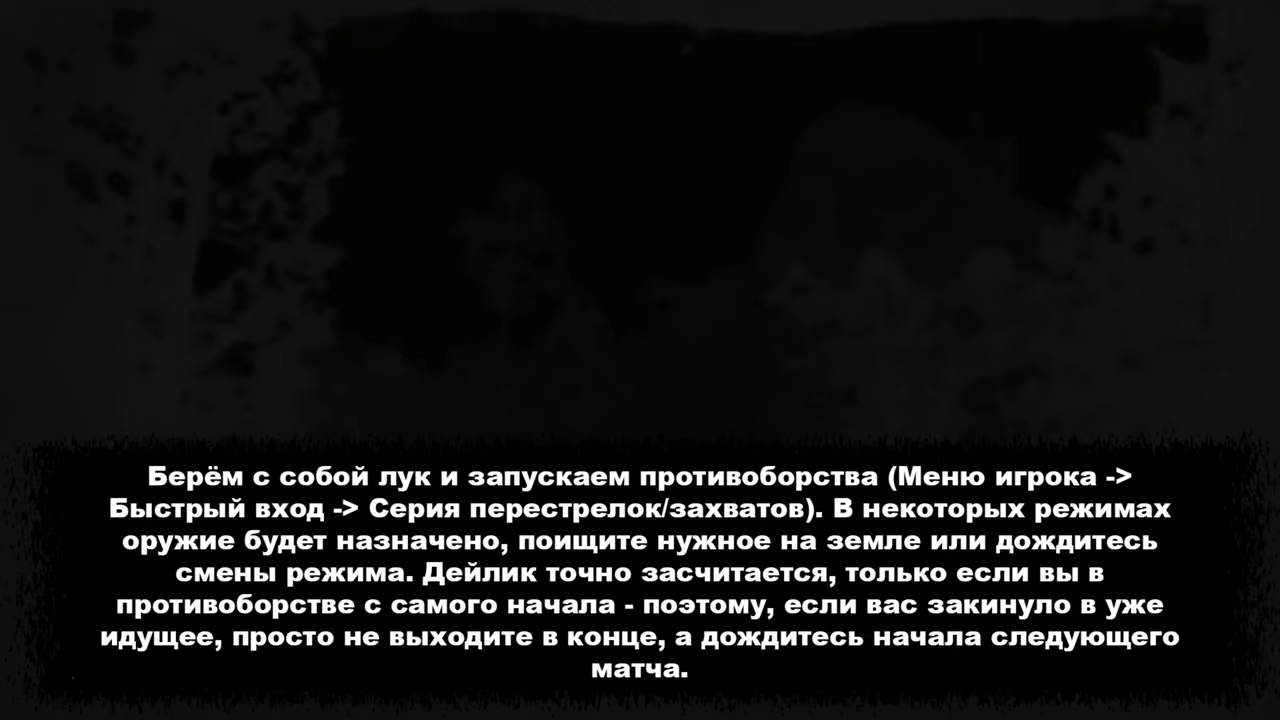 Берём с собой лук и запускаем противоборства (Меню игрока ->
Быстрый вход -> Серия перестрелок/захватов). В некоторых режимах
оружие будет назначено, поищите нужное на земле или дождитесь
смены режима. Дейлик точно засчитается, только если вы в
противоборстве с самого начала - поэтому, если вас закинуло в уже
идущее, просто не выходите в конце, а дождитесь начала следующего
матча.